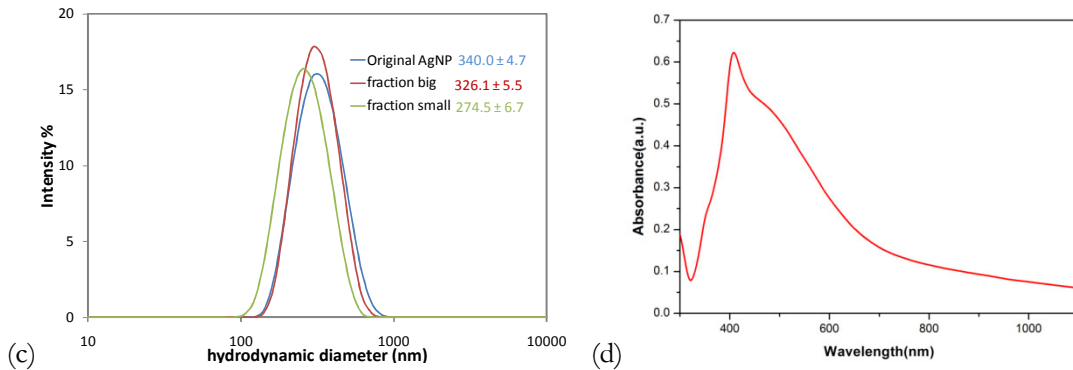 20
15
10
5
0
Intensity %
Original AgNP 340.0 ± 4.7
fraction big 326.1 ± 5.5
fraction small 274.5 ± 6.7
10
100
1000
10000
hydrodynamic diameter (nm)
(c)
0.7
0.6
0.5
0.4
0.3
0.2
0.1
0.0
Absorbance(a.u.)
400
600
800
1000
Wavelength(nm)
(d)